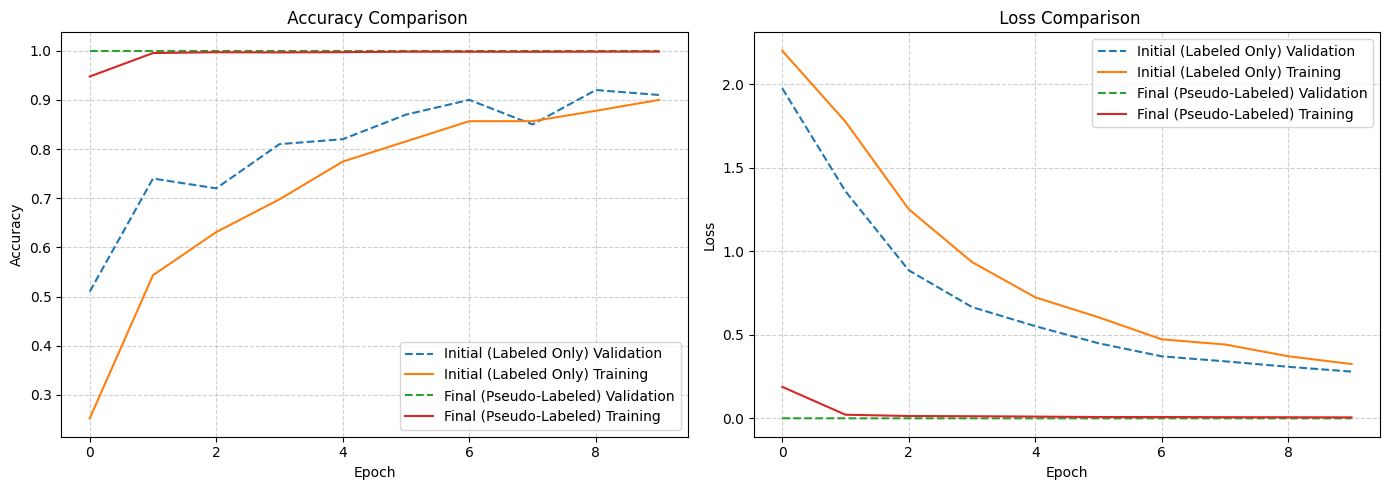 Accuracy Comparison
Accuracy
1.0
0.9
0.8
0.7
0.6
0.5
0.4
0.3
0 2 4 6 8
Epoch
Initial (Labeled Only) Validation
Initial (Labeled Only) Training
Final (Pseudo-Labeled) Validation
Final (Pseudo-Labeled) Training
Loss Comparison
Loss
2.0
1.5
1.0
0.5
0.0
0 2 4 6 8
Epoch
Initial (Labeled Only) Validation
Initial (Labeled Only) Training
Final (Pseudo-Labeled) Validation
Final (Pseudo-Labeled) Training